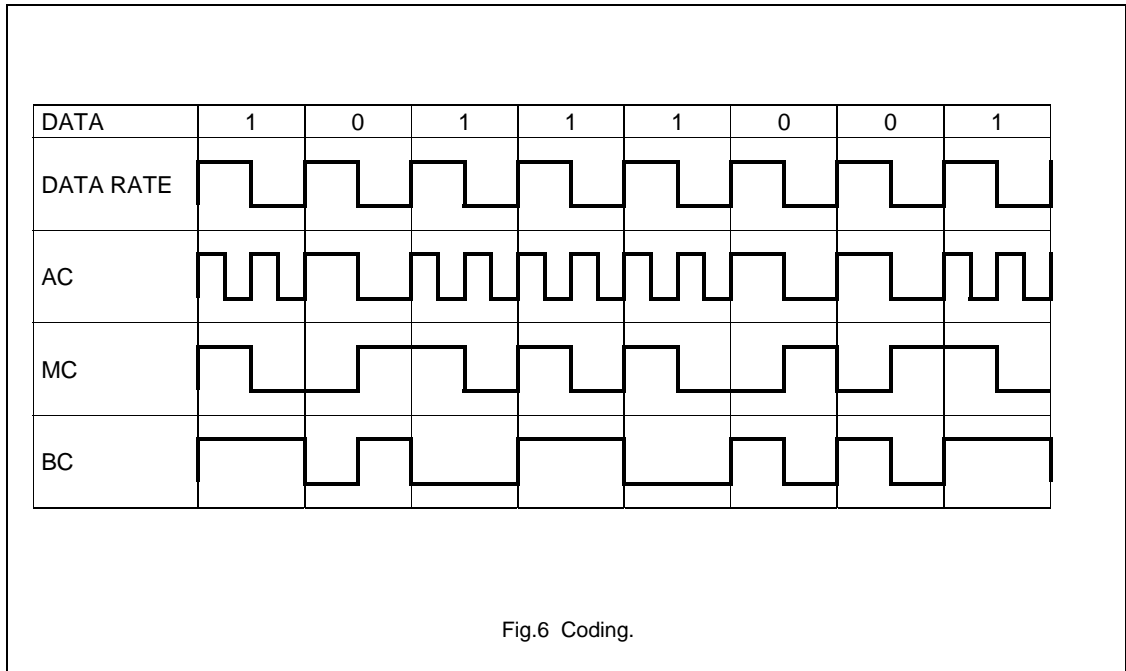 DATA 1 0 1 1 1 0 0 1
DATA RATE
AC
MC
BC
Fig.6 Coding.